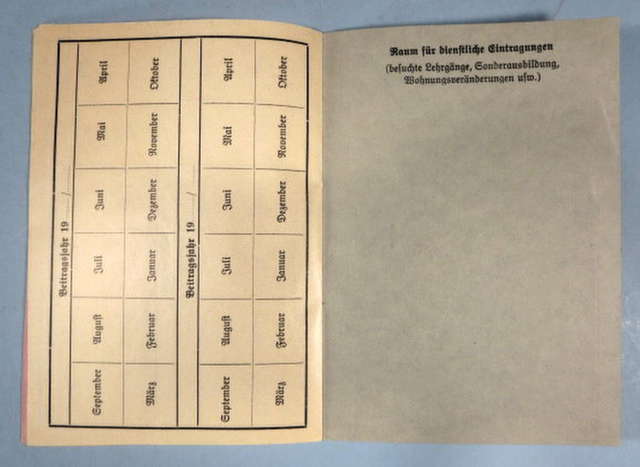 Beitragsjahr 19 /
September August Juli Juni Mai April
März Februar Januar Dezember November Oktober
Beitragsjahr 19 /
September August Juli Juni Mai April
März Februar Januar Dezember November Oktober
Raum für dienstliche Eintragungen
(besuchte Lehrgänge, Sonderausbildung,
Wohnungsveränderungen usw.)